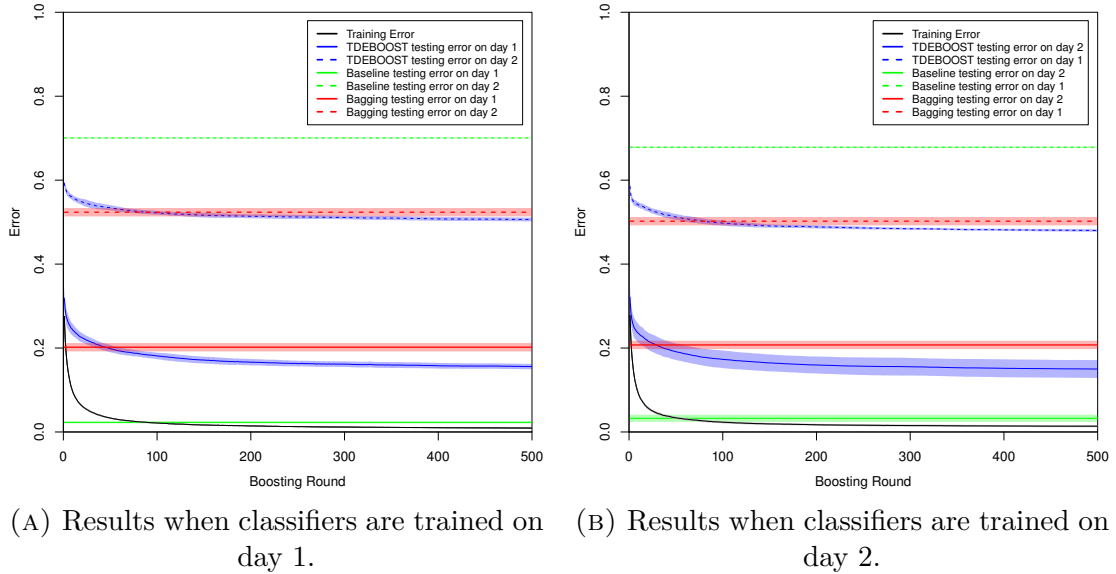 Training Error
TDEBOOST testing error on day 1
TDEBOOST testing error on day 2
Baseline testing error on day 1
Baseline testing error on day 2
Bagging testing error on day 1
Bagging testing error on day 2
1.0
0.8
0.6
0.4
0.2
0.0
Error
0 100 200 300 400 500
Boosting Round
(A) Results when classifiers are trained on
day 1.
Training Error
TDEBOOST testing error on day 2
TDEBOOST testing error on day 1
Baseline testing error on day 2
Baseline testing error on day 1
Bagging testing error on day 2
Bagging testing error on day 1
1.0
0.8
0.6
0.4
0.2
0.0
Error
0 100 200 300 400 500
Boosting Round
(B) Results when classifiers are trained on
day 2.